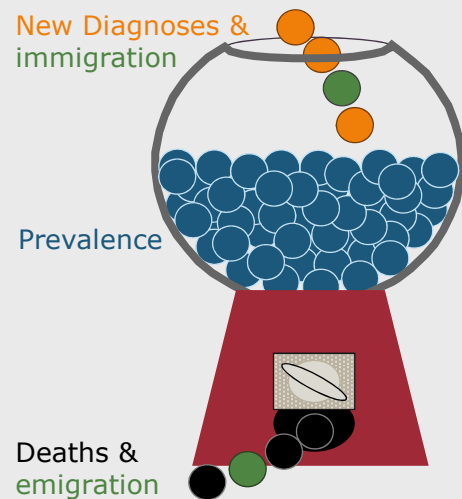 New Diagnoses &
immigration
Prevalence
Deaths &
emigration